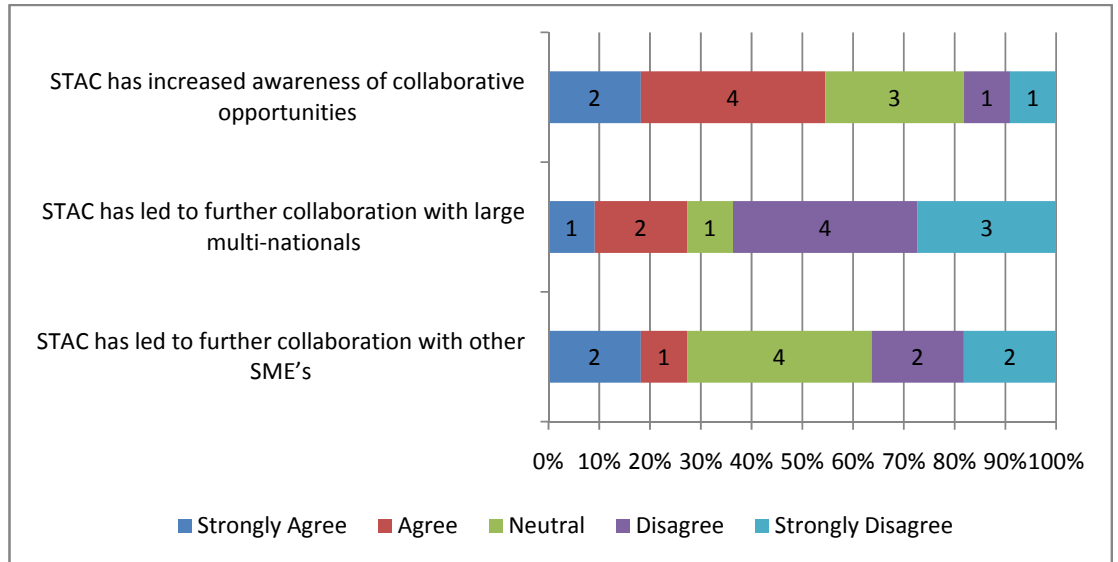 STAC has increased awareness of collaborative
opportunities
2 4 3 1 1
STAC has led to further collaboration with large
multi-nationals
1 2 1 4 3
STAC has led to further collaboration with other
SME’s
2 1 4 2 2
0% 10% 20% 30% 40% 50% 60% 70% 80% 90% 100%
Strongly Agree Agree Neutral Disagree Strongly Disagree